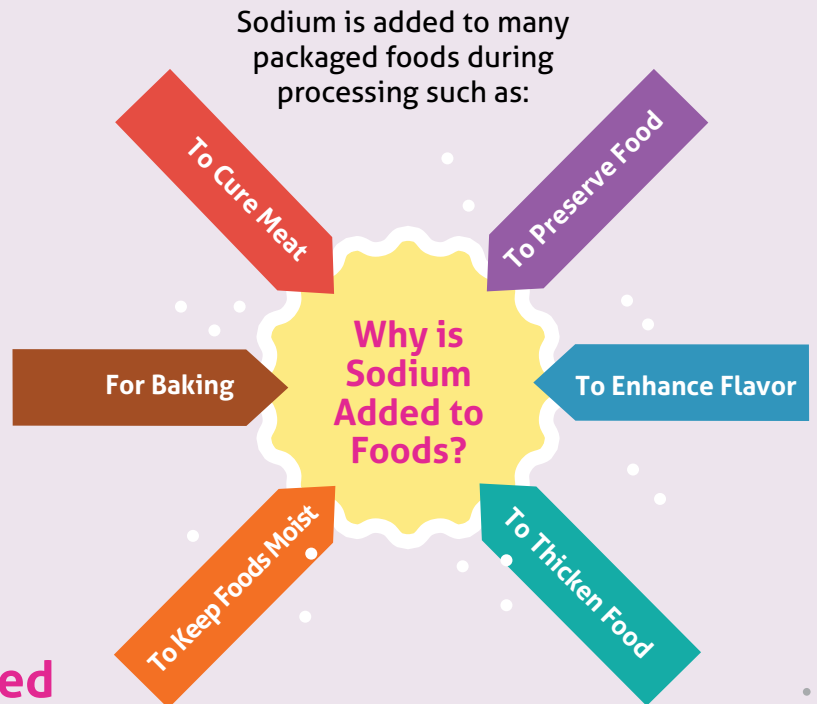 Sodium is added to many
packaged foods during
processing such as:
To Cure Meat
To Preserve Food
For Baking
Why is
Sodium
Added to
Foods?
To Enhance Flavor
To Keep Foods Moist
To Thicken Food
ed
.